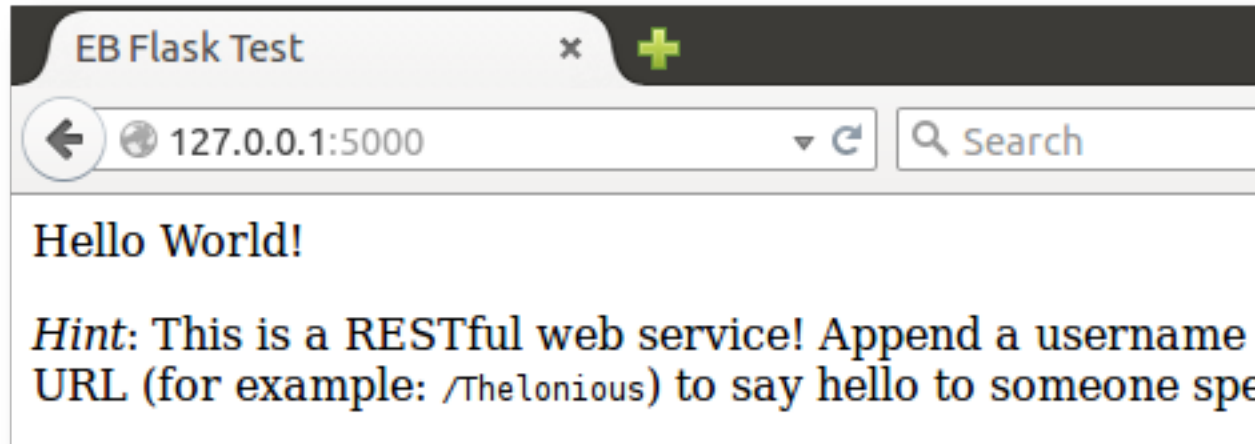 EB Flask Test
127.0.0.1:5000 Search
Hello World!
Hint: This is a RESTful web service! Append a username
URL (for example: /Thelonious) to say hello to someone spe